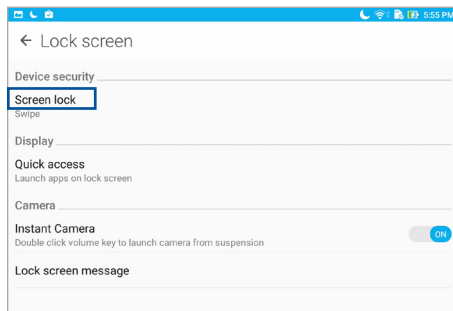 5:55 PM
Lock screen
Device security
Screen lock
Swipe
Display
Quick access
Launch apps on lock screen
Camera
Instant Camera
Double click volume key to launch camera from suspension
ON
Lock screen message